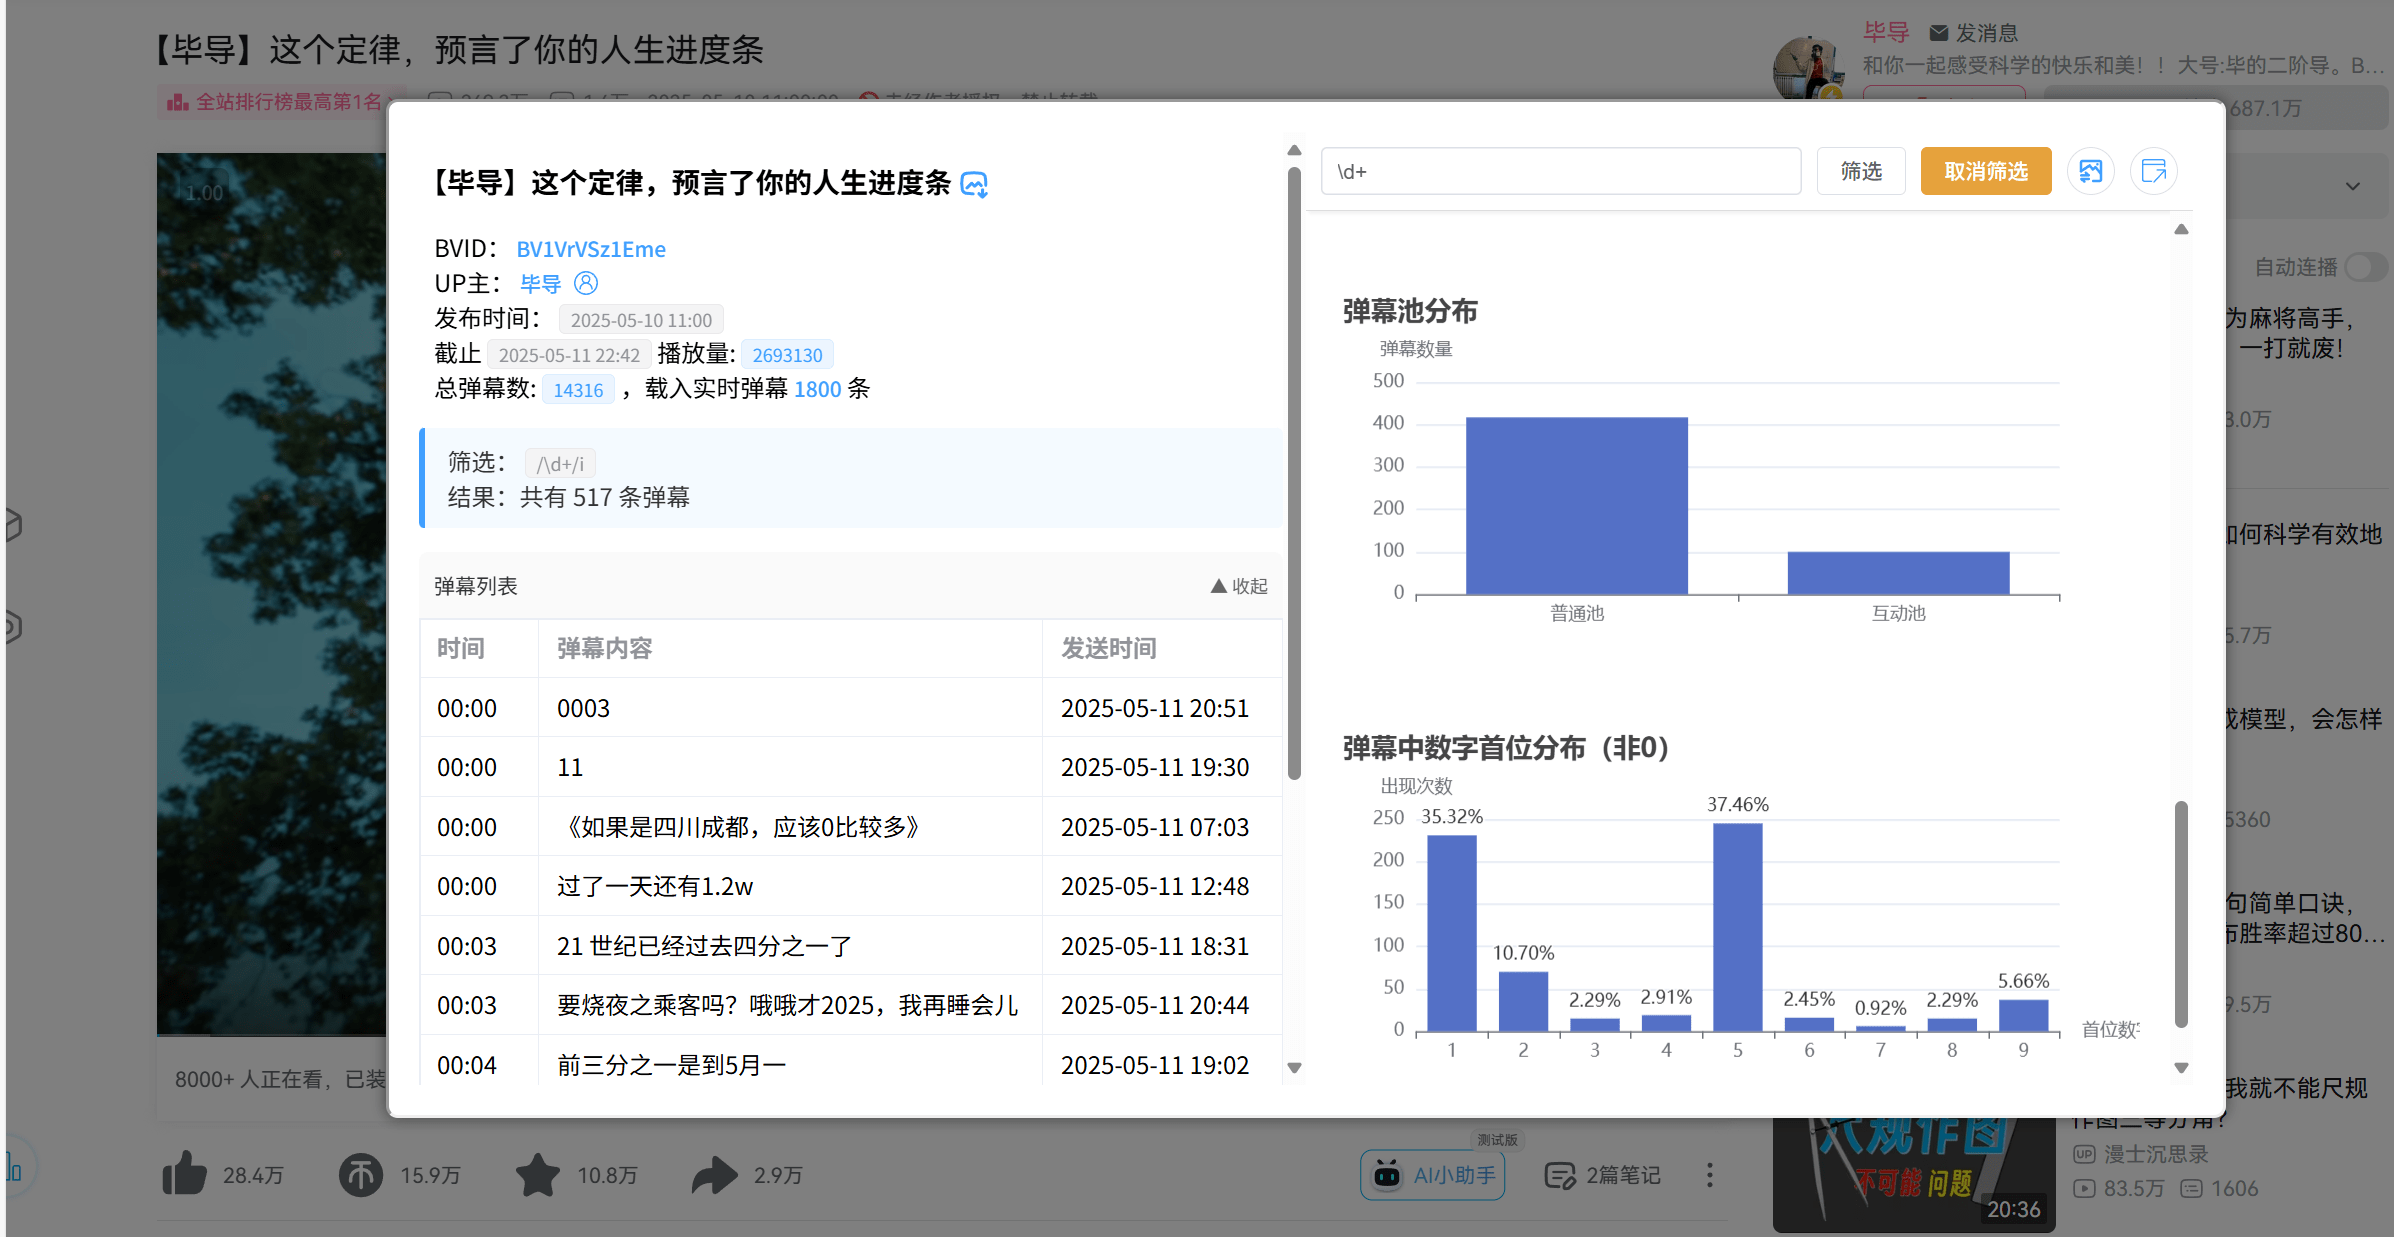 【毕导】这个定律，预言了你的人生进度条
全站排行榜最高第1名
2025-05-10 11:00:00
未经作者授权，禁止转载
毕导
发消息
和你一起感受科学的快乐和美！！大号:毕的二阶导。B...
687.1万
1.00
【毕导】这个定律，预言了你的人生进度条
BVID： BV1VrVSz1Eme
UP主： 毕导
发布时间： 2025-05-10 11:00
截止 2025-05-11 22:42 播放量: 2693130
总弹幕数: 14316 ，载入实时弹幕 1800 条
筛选： /\d+/i
结果：共有 517 条弹幕
弹幕列表
▲ 收起
时间 弹幕内容 发送时间
00:00 0003 2025-05-11 20:51
00:00 11 2025-05-11 19:30
00:00 《如果是四川成都，应该0比较多》 2025-05-11 07:03
00:00 过了一天还有1.2w 2025-05-11 12:48
00:03 21 世纪已经过去四分之一了 2025-05-11 18:31
00:03 要烧夜之乘客吗？哦哦才2025，我再睡会儿 2025-05-11 20:44
00:04 前三分之一是到5月一 2025-05-11 19:02
\d+
筛选
取消筛选
弹幕池分布
弹幕数量
500
400
300
200
100
0
普通池 互动池
弹幕中数字首位分布（非0）
出现次数
250
200
150
100
50
0
35.32%
10.70%
2.29%
2.91%
37.46%
2.45%
0.92%
2.29%
5.66%
1 2 3 4 5 6 7 8 9
首位数
自动连播
为麻将高手，
一打就废！
3.0万
如何科学有效地
5.7万
成模型，会怎样
5360
句简单口诀，
市胜率超过80...
9.5万
我就不能尺规
作图三等分角？
尺规作图
不可能 问题
20:36
漫士沉思录
83.5万 1606
8000+ 人正在看，已装
28.4万
15.9万
10.8万
2.9万
测试版
AI小助手
2篇笔记